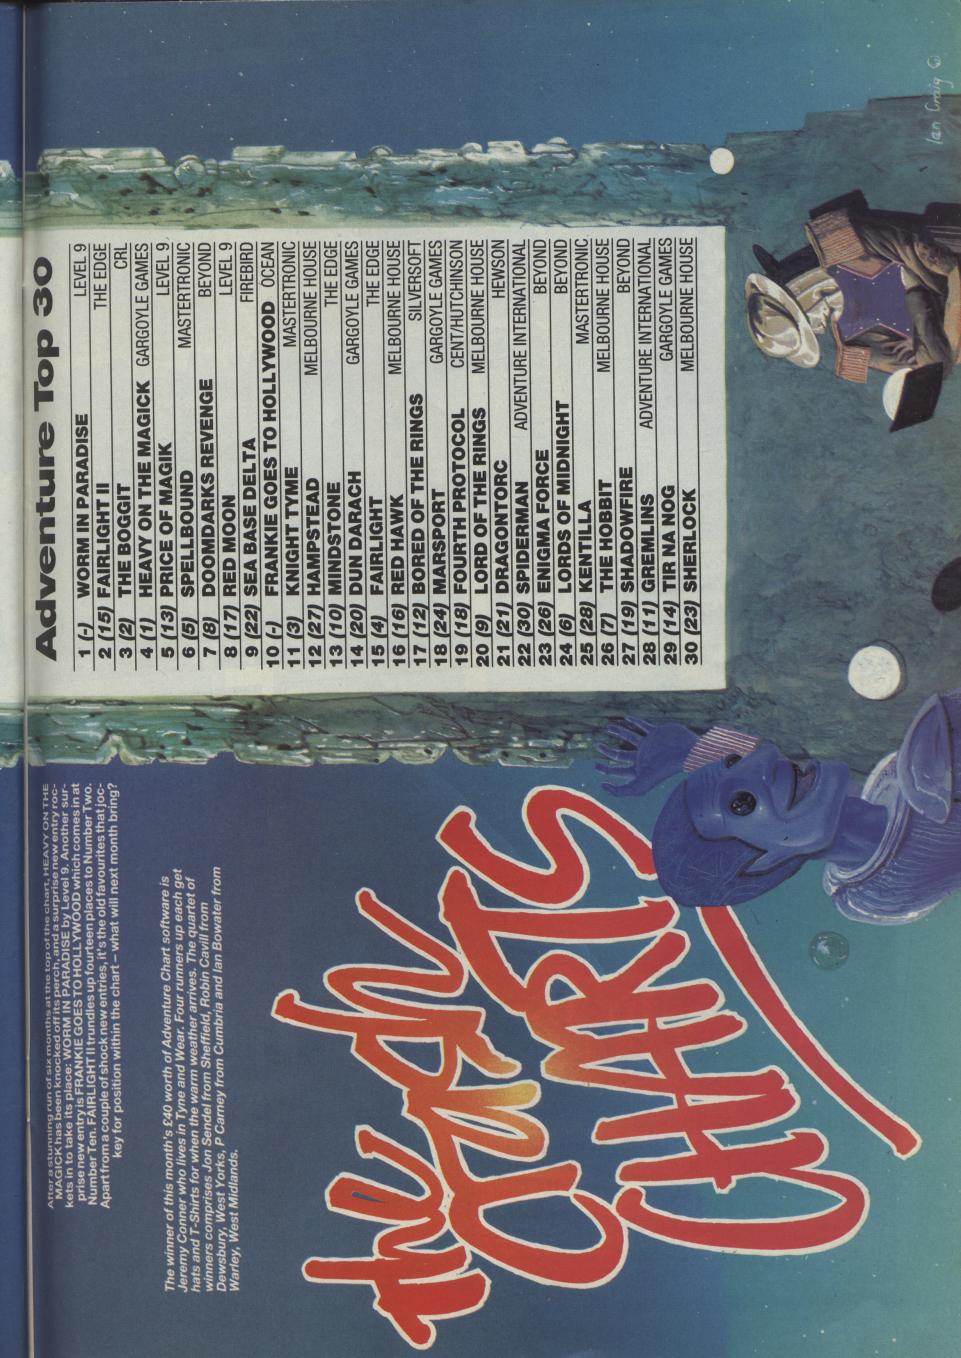 After a stunning run of six months at the top of the chart, HEAVY ON THE
MAGICK has been knocked off its perch, and a surprise new entry roc-
kets in to take its place: WORM IN PARADISE by Level 9. Another sur-
prise new entry is FRANKIE GOES TO HOLLYWOOD which comes in at
Number Ten. FAIRLIGHT II trundles up fourteen places to Number Two.
Apart from a couple of shock new entries, it's the old favourites that joc-
key for position within the chart – what will next month bring?
The winner of this month's £40 worth of Adventure Chart software is
Jeremy Conner who lives in Tyne and Wear. Four runners up each get
hats and T-Shirts for when the warm weather arrives. The quartet of
winners comprises Jon Sendel from Sheffield, Robin Cavill from
Dewsbury, West Yorks, P Carney from Cumbria and Ian Bowater from
Warley, West Midlands.
THE
CRASH
CHARTS
Adventure Top 30
1 (-) WORM IN PARADISE LEVEL 9
2 (15) FAIRLIGHT II THE EDGE
3 (2) THE BOGGIT CRL
4 (1) HEAVY ON THE MAGICK GARGOYLE GAMES
5 (13) PRICE OF MAGIK LEVEL 9
6 (5) SPELLBOUND MASTERTRONIC
7 (8) DOOMDARKS REVENGE BEYOND
8 (17) RED MOON LEVEL 9
9 (22) SEA BASE DELTA FIREBIRD
10 (-) FRANKIE GOES TO HOLLYWOOD OCEAN
11 (3) KNIGHT TYME MASTERTRONIC
12 (27) HAMPSTEAD MELBOURNE HOUSE
13 (10) MINDSTONE THE EDGE
14 (20) DUN DARACH GARGOYLE GAMES
15 (4) FAIRLIGHT THE EDGE
16 (16) RED HAWK MELBOURNE HOUSE
17 (12) BORED OF THE RINGS SILVERSOFT
18 (24) MARSPORT GARGOYLE GAMES
19 (18) FOURTH PROTOCOL CENT/HUTCHINSON
20 (9) LORD OF THE RINGS MELBOURNE HOUSE
21 (21) DRAGONTORC HEWSON
22 (30) SPIDERMAN ADVENTURE INTERNATIONAL
23 (26) ENIGMA FORCE BEYOND
24 (6) LORDS OF MIDNIGHT BEYOND
25 (28) KENTILLA MASTERTRONIC
26 (7) THE HOBBIT MELBOURNE HOUSE
27 (19) SHADOWFIRE BEYOND
28 (11) GREMLINS ADVENTURE INTERNATIONAL
29 (14) TIR NA NOG GARGOYLE GAMES
30 (23) SHERLOCK MELBOURNE HOUSE
Ian Craig ©